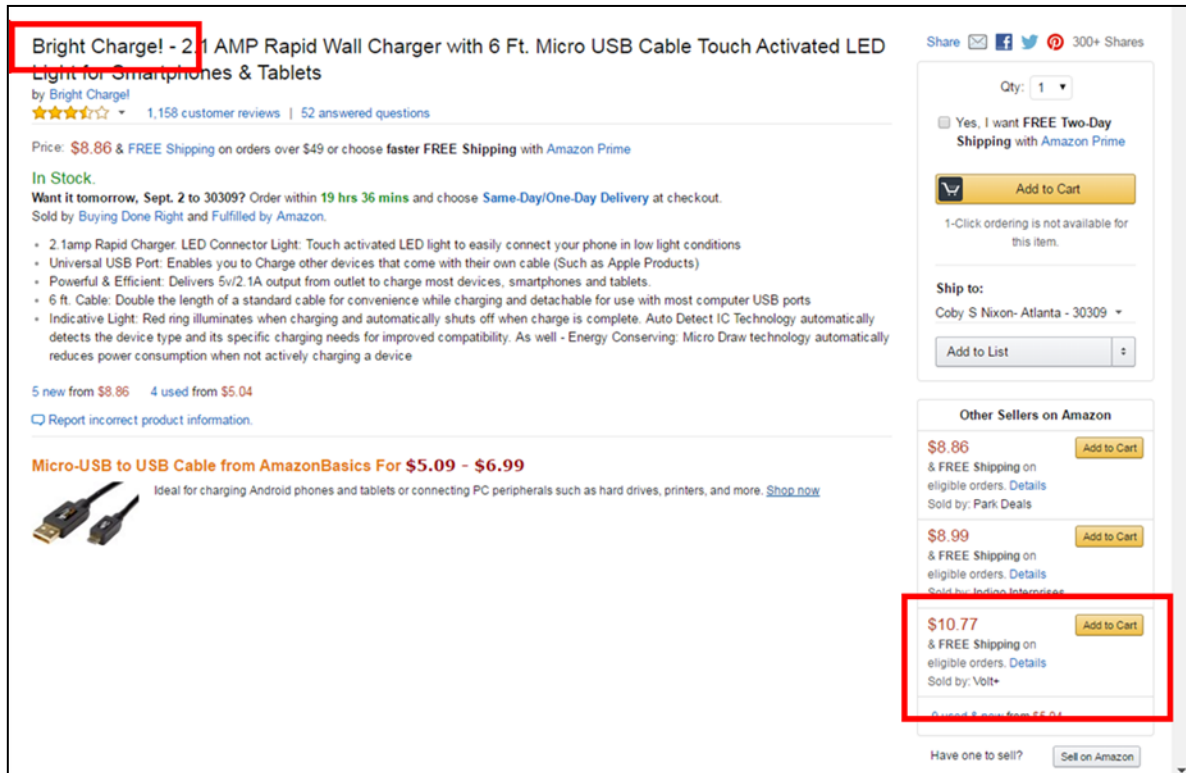 Bright Charge! - 2.1 AMP Rapid Wall Charger with 6 Ft. Micro USB Cable Touch Activated LED
Light for Smartphones & Tablets
by Bright Charge!
1,158 customer reviews | 52 answered questions
Price: $8.86 & FREE Shipping on orders over $49 or choose faster FREE Shipping with Amazon Prime
In Stock.
Want it tomorrow, Sept. 2 to 30309? Order within 19 hrs 36 mins and choose Same-Day/One-Day Delivery at checkout.
Sold by Buying Done Right and Fulfilled by Amazon.
2.1amp Rapid Charger. LED Connector Light: Touch activated LED light to easily connect your phone in low light conditions
Universal USB Port: Enables you to Charge other devices that come with their own cable (Such as Apple Products)
Powerful & Efficient: Delivers 5v/2.1A output from outlet to charge most devices, smartphones and tablets.
6 ft. Cable: Double the length of a standard cable for convenience while charging and detachable for use with most computer USB ports
Indicative Light: Red ring illuminates when charging and automatically shuts off when charge is complete. Auto Detect IC Technology automatically
detects the device type and its specific charging needs for improved compatibility. As well - Energy Conserving: Micro Draw technology automatically
reduces power consumption when not actively charging a device
5 new from $8.86 4 used from $5.04
Report incorrect product information.
Micro-USB to USB Cable from AmazonBasics For $5.09 - $6.99
Ideal for charging Android phones and tablets or connecting PC peripherals such as hard drives, printers, and more. Shop now
Share 300+ Shares
Qty: 1
Yes, I want FREE Two-Day
Shipping with Amazon Prime
Add to Cart
1-Click ordering is not available for
this item.
Ship to:
Coby S Nixon- Atlanta - 30309
Add to List
Other Sellers on Amazon
$8.86 Add to Cart
& FREE Shipping on
eligible orders. Details
Sold by: Park Deals
$8.99 Add to Cart
& FREE Shipping on
eligible orders. Details
Sold by: Indigo Interprises
$10.77 Add to Cart
& FREE Shipping on
eligible orders. Details
Sold by: Volt+
9 used & new from $5.04
Have one to sell? Sell on Amazon